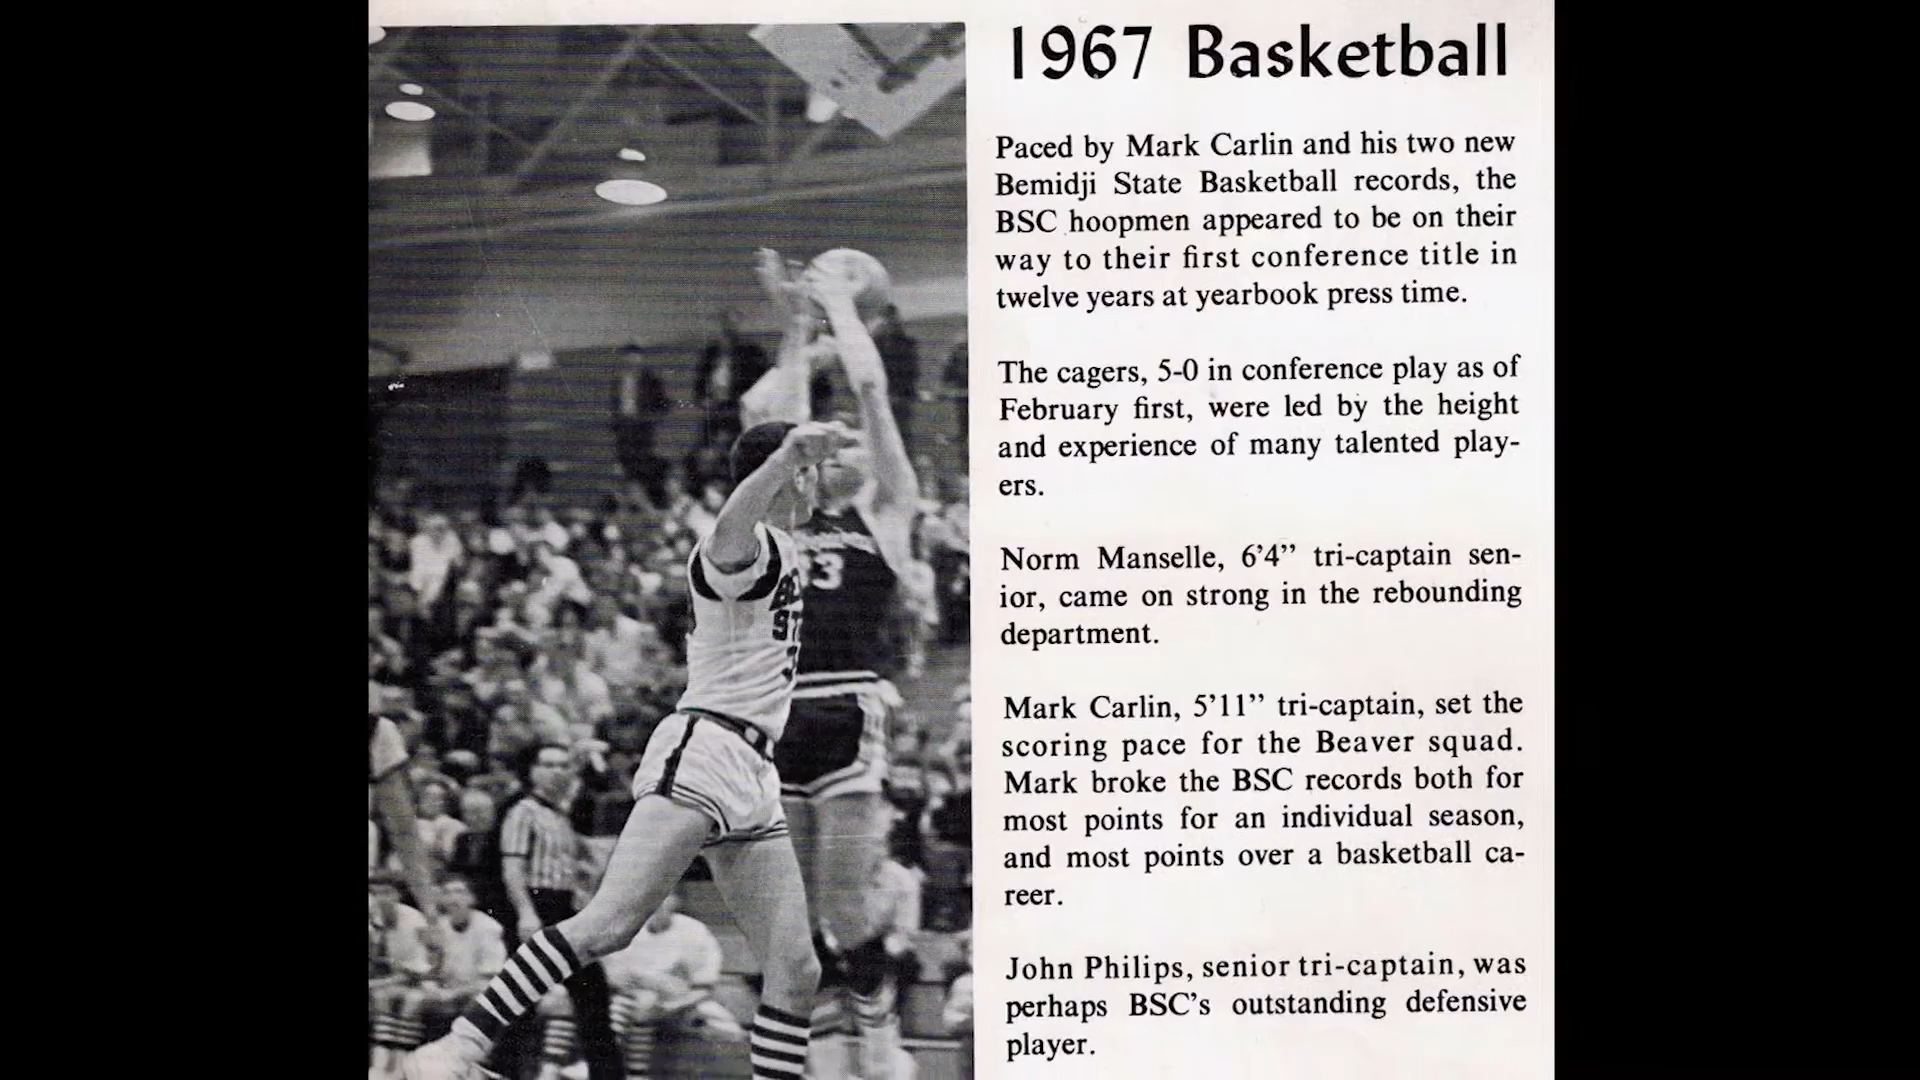 1967 Basketball
Paced by Mark Carlin and his two new
Bemidji State Basketball records, the
BSC hoopmen appeared to be on their
way to their first conference title in
twelve years at yearbook press time.
The cagers, 5-0 in conference play as of
February first, were led by the height
and experience of many talented play-
ers.
Norm Manselle, 6’4” tri-captain sen-
ior, came on strong in the rebounding
department.
Mark Carlin, 5’11” tri-captain, set the
scoring pace for the Beaver squad.
Mark broke the BSC records both for
most points for an individual season,
and most points over a basketball ca-
reer.
John Philips, senior tri-captain, was
perhaps BSC’s outstanding defensive
player.